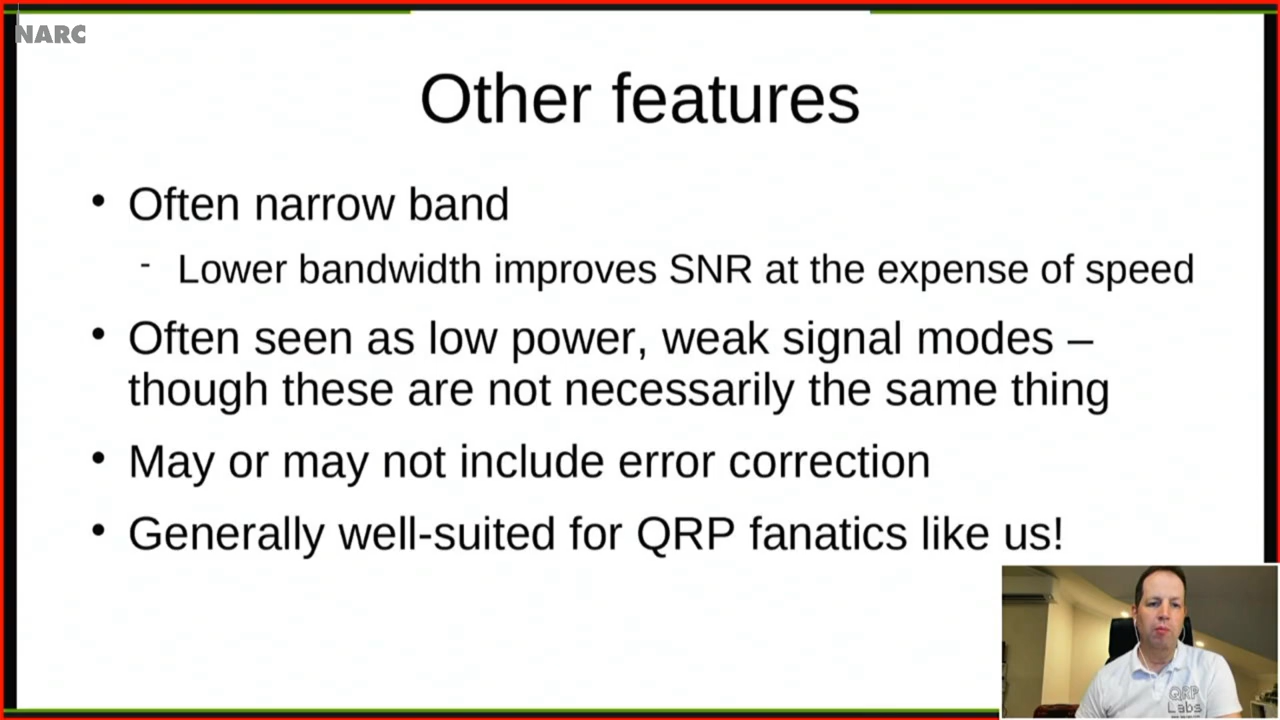 NARC
Other features
• Often narrow band
- Lower bandwidth improves SNR at the expense of speed
• Often seen as low power, weak signal modes –
though these are not necessarily the same thing
• May or may not include error correction
• Generally well-suited for QRP fanatics like us!
QRP
Labs